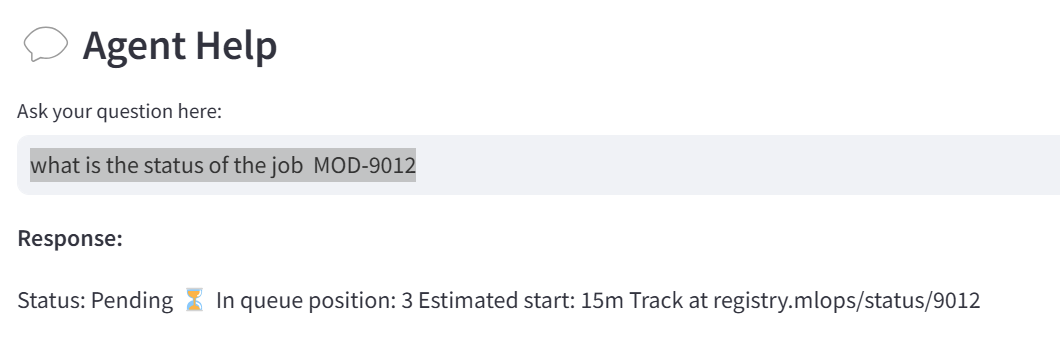 Agent Help
Ask your question here:
what is the status of the job  MOD-9012
Response:
Status: Pending ⏳ In queue position: 3 Estimated start: 15m Track at registry.mlops/status/9012